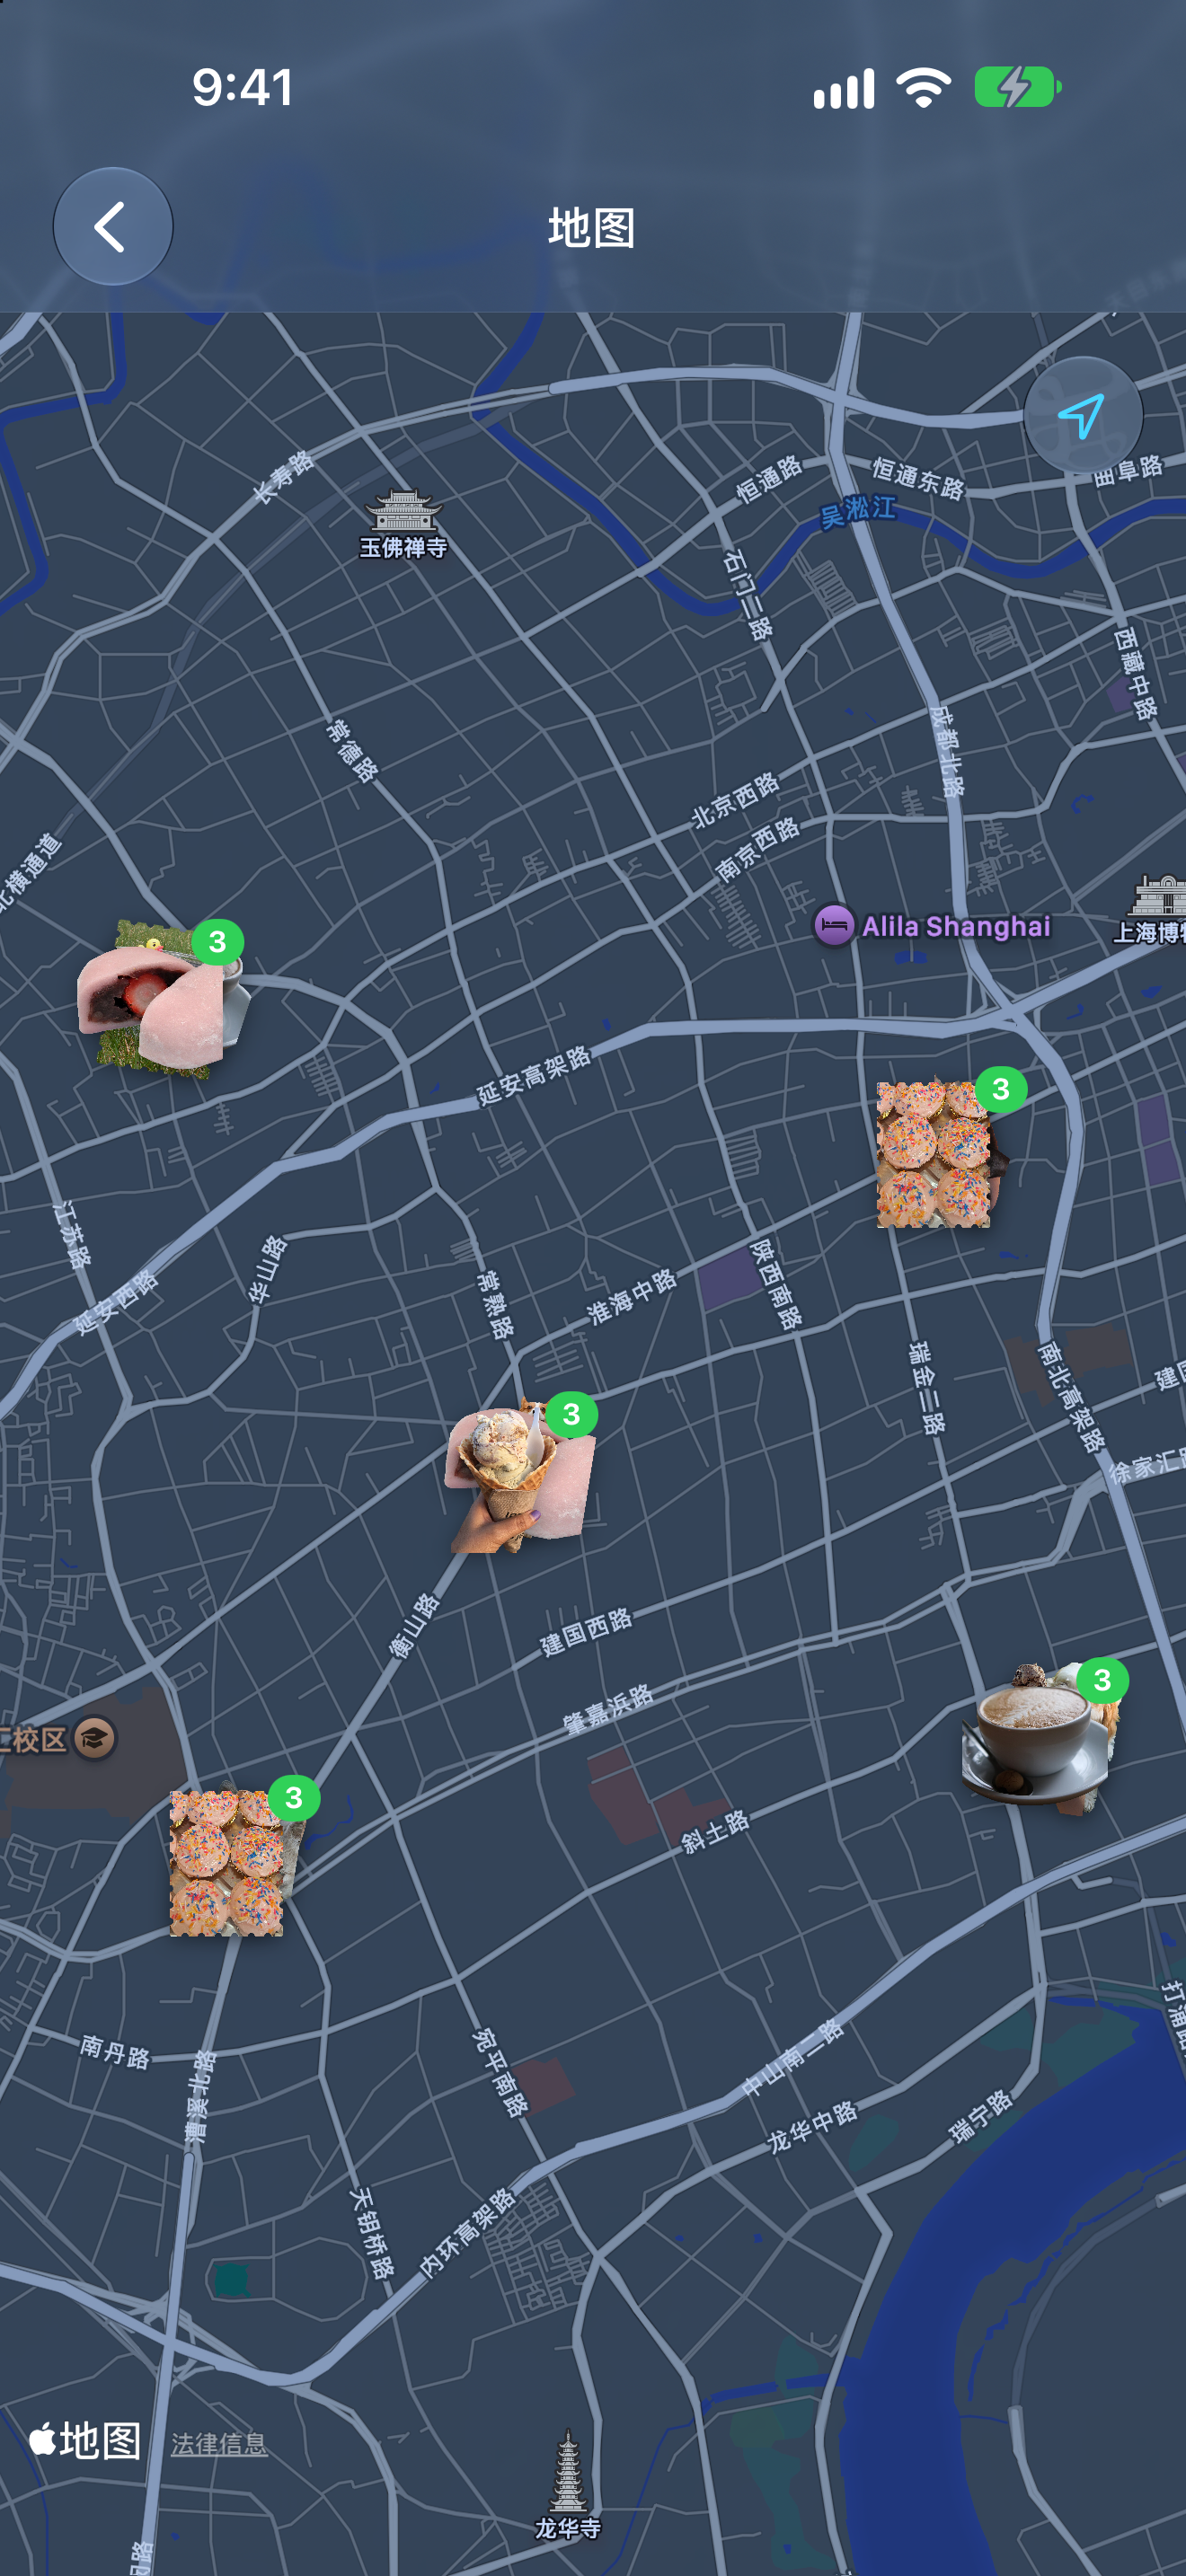 9:41
地图
长寿路
恒通路
恒通东路
曲阜路
吴淞江
玉佛禅寺
石门二路
西藏中路
常德路
成都北路
北京西路
南京西路
北横通道
Alila Shanghai
上海博
3
延安高架路
3
江苏路
华山路
延安西路
常熟路
淮海中路
陕西南路
瑞金二路
南北高架路
建国
徐家汇路
3
衡山路
建国西路
肇嘉浜路
3
校区
3
斜土路
打浦路
南丹路
漕溪北路
宛平南路
中山南二路
龙华中路
瑞宁路
天钥桥路
内环高架路
地图
法律信息
龙华寺